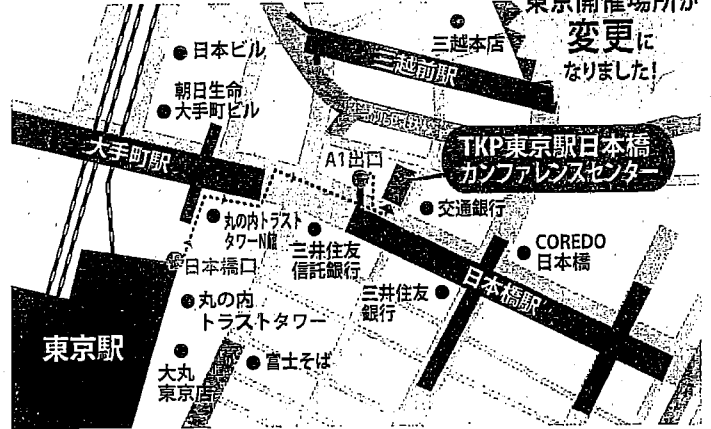 東京開催場所が
変更に
なりました!
日本ビル
三越本店
三越前駅
朝日生命
大手町ビル
大手町駅
A1出口
TKP東京駅日本橋
カンファレンスセンター
丸の内トラスト
タワーN館
三井住友
信託銀行
交通銀行
COREDO
日本橋
日本橋口
日本橋駅
三井住友
銀行
丸の内
トラストタワー
東京駅
大丸
東京店
富士そば